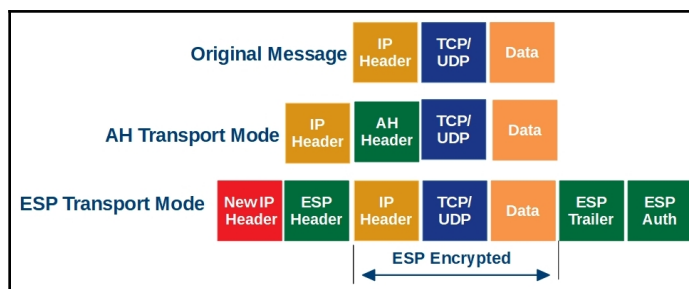 Original Message
IP
Header
TCP/
UDP
Data
AH Transport Mode
IP
Header
AH
Header
TCP/
UDP
Data
ESP Transport Mode
New IP
Header
ESP
Header
IP
Header
TCP/
UDP
Data
ESP
Trailer
ESP
Auth
ESP Encrypted